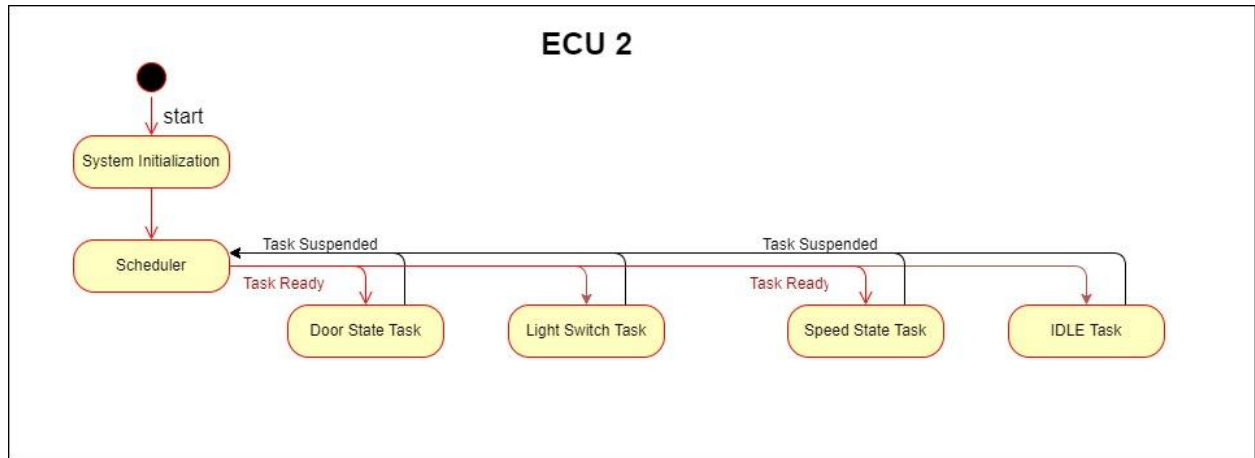 ECU 2
start
System Initialization
Scheduler
Task Suspended
Task Suspended
Task Ready
Task Ready
Door State Task
Light Switch Task
Speed State Task
IDLE Task